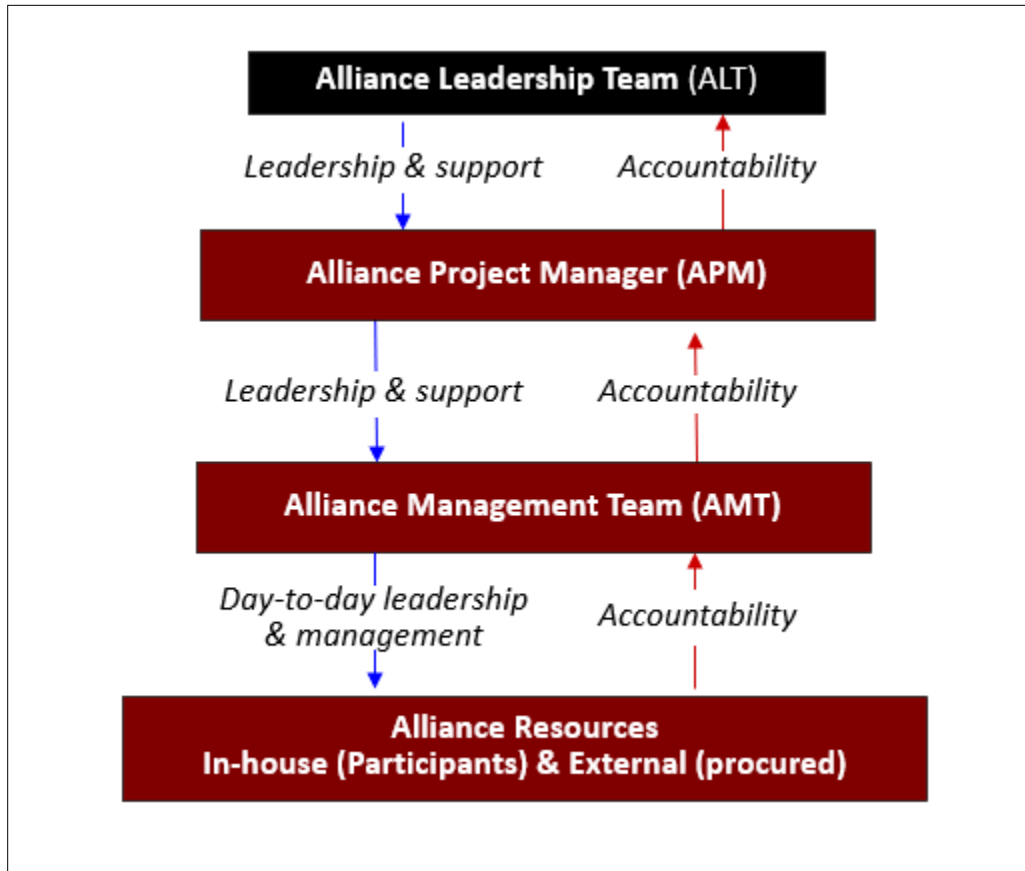 Alliance Leadership Team (ALT)
Leadership & support
Accountability
Alliance Project Manager (APM)
Leadership & support
Accountability
Alliance Management Team (AMT)
Day-to-day leadership
& management
Accountability
Alliance Resources
In-house (Participants) & External (procured)